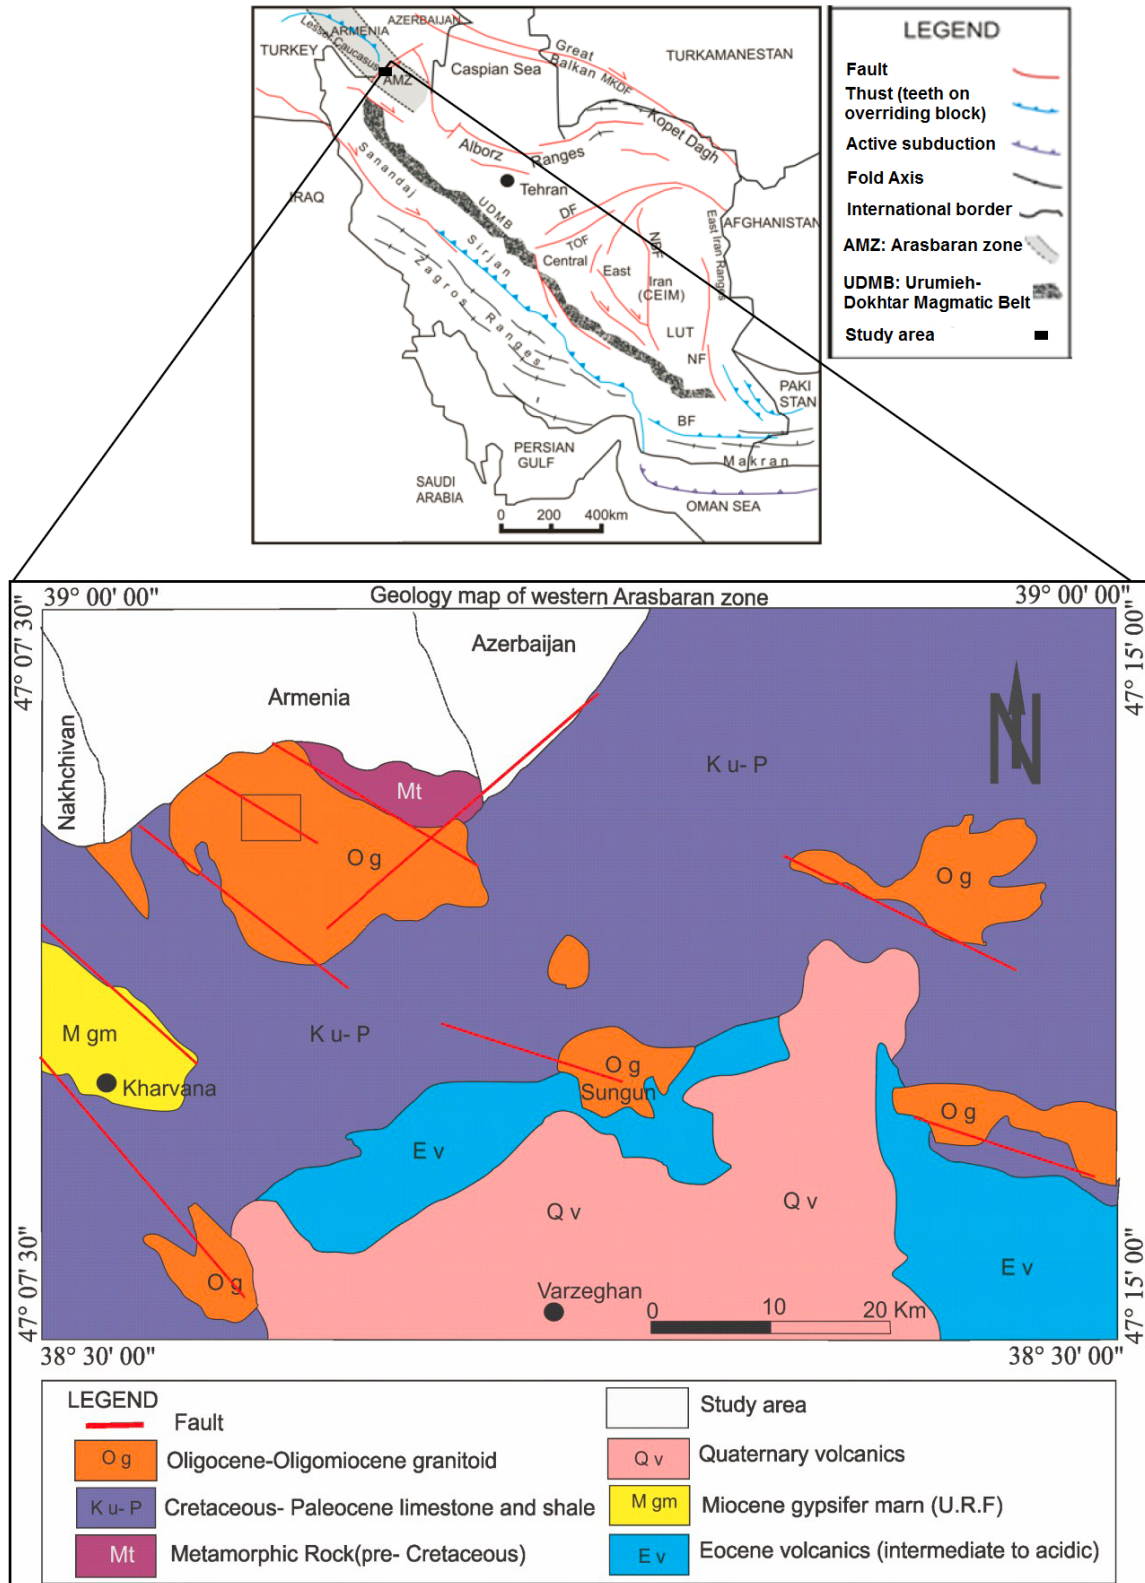 TURKEY
ARMENIA
AZERBAIJAN
Lesser Caucasus
AMZ
Caspian Sea
Great
Balkan MKDF
TURKAMANESTAN
Kopet Dagh
Alborz
Ranges
Tehran
IRAQ
Sanandaj
Sirjan
UDMB
Zagros
Ranges
DF
TOF
Central
East
Iran
(CEIM)
NBF
East Iran Ranges
AFGHANISTAN
LUT
NF
PAKI
STAN
BF
Makran
PERSIAN
GULF
SAUDI
ARABIA
OMAN SEA
0 200 400km
LEGEND
Fault
Thust (teeth on
overriding block)
Active subduction
Fold Axis
International border
AMZ: Arasbaran zone
UDMB: Urumieh-
Dokhtar Magmatic Belt
Study area
39° 00' 00"
Geology map of western Arasbaran zone
39° 00' 00"
47° 07' 30"
47° 15' 00"
Azerbaijan
Armenia
Nakhchivan
N
K u- P
Mt
O g
O g
M gm
K u- P
Kharvana
O g
Sungun
O g
E v
Q v
Q v
O g
E v
Varzeghan
0 10 20 Km
47° 07' 30"
47° 15' 00"
38° 30' 00"
38° 30' 00"
LEGEND
Fault
O g Oligocene-Oligomiocene granitoid
K u- P Cretaceous- Paleocene limestone and shale
Mt Metamorphic Rock(pre- Cretaceous)
Study area
Q v Quaternary volcanics
M gm Miocene gypsifer marn (U.R.F)
E v Eocene volcanics (intermediate to acidic)